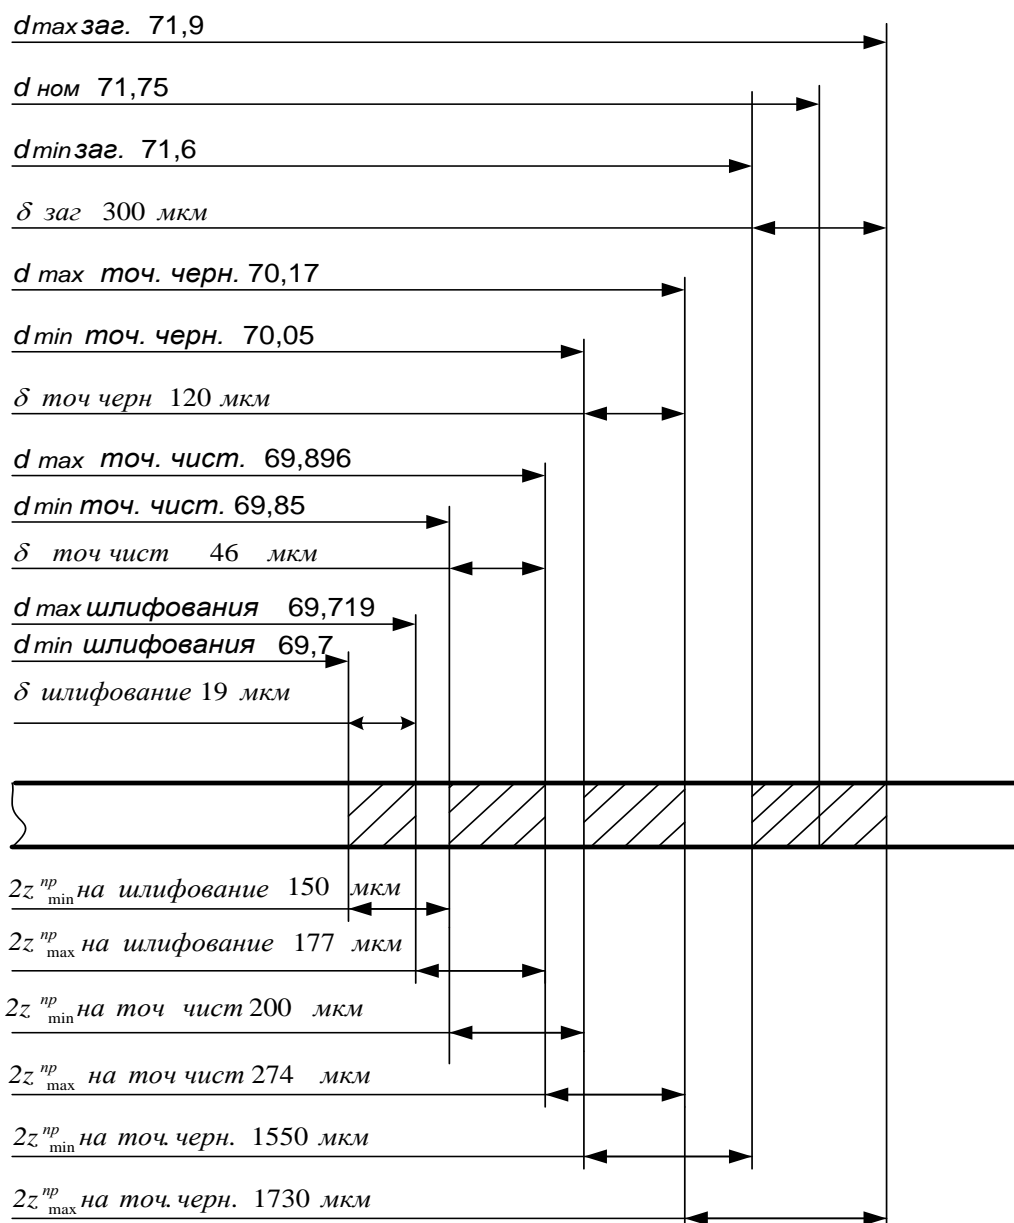 d max заг. 71,9
d ном 71,75
d min заг. 71,6
δ заг 300 мкм
d max точ. черн. 70,17
d min точ. черн. 70,05
δ точ черн 120 мкм
d max точ. чист. 69,896
d min точ. чист. 69,85
δ точ чист 46 мкм
d max шлифования 69,719
d min шлифования 69,7
δ шлифование 19 мкм
2z пр min на шлифование 150 мкм
2z пр max на шлифование 177 мкм
2z пр min на точ чист 200 мкм
2z пр max на точ чист 274 мкм
2z пр min на точ. черн. 1550 мкм
2z пр max на точ. черн. 1730 мкм